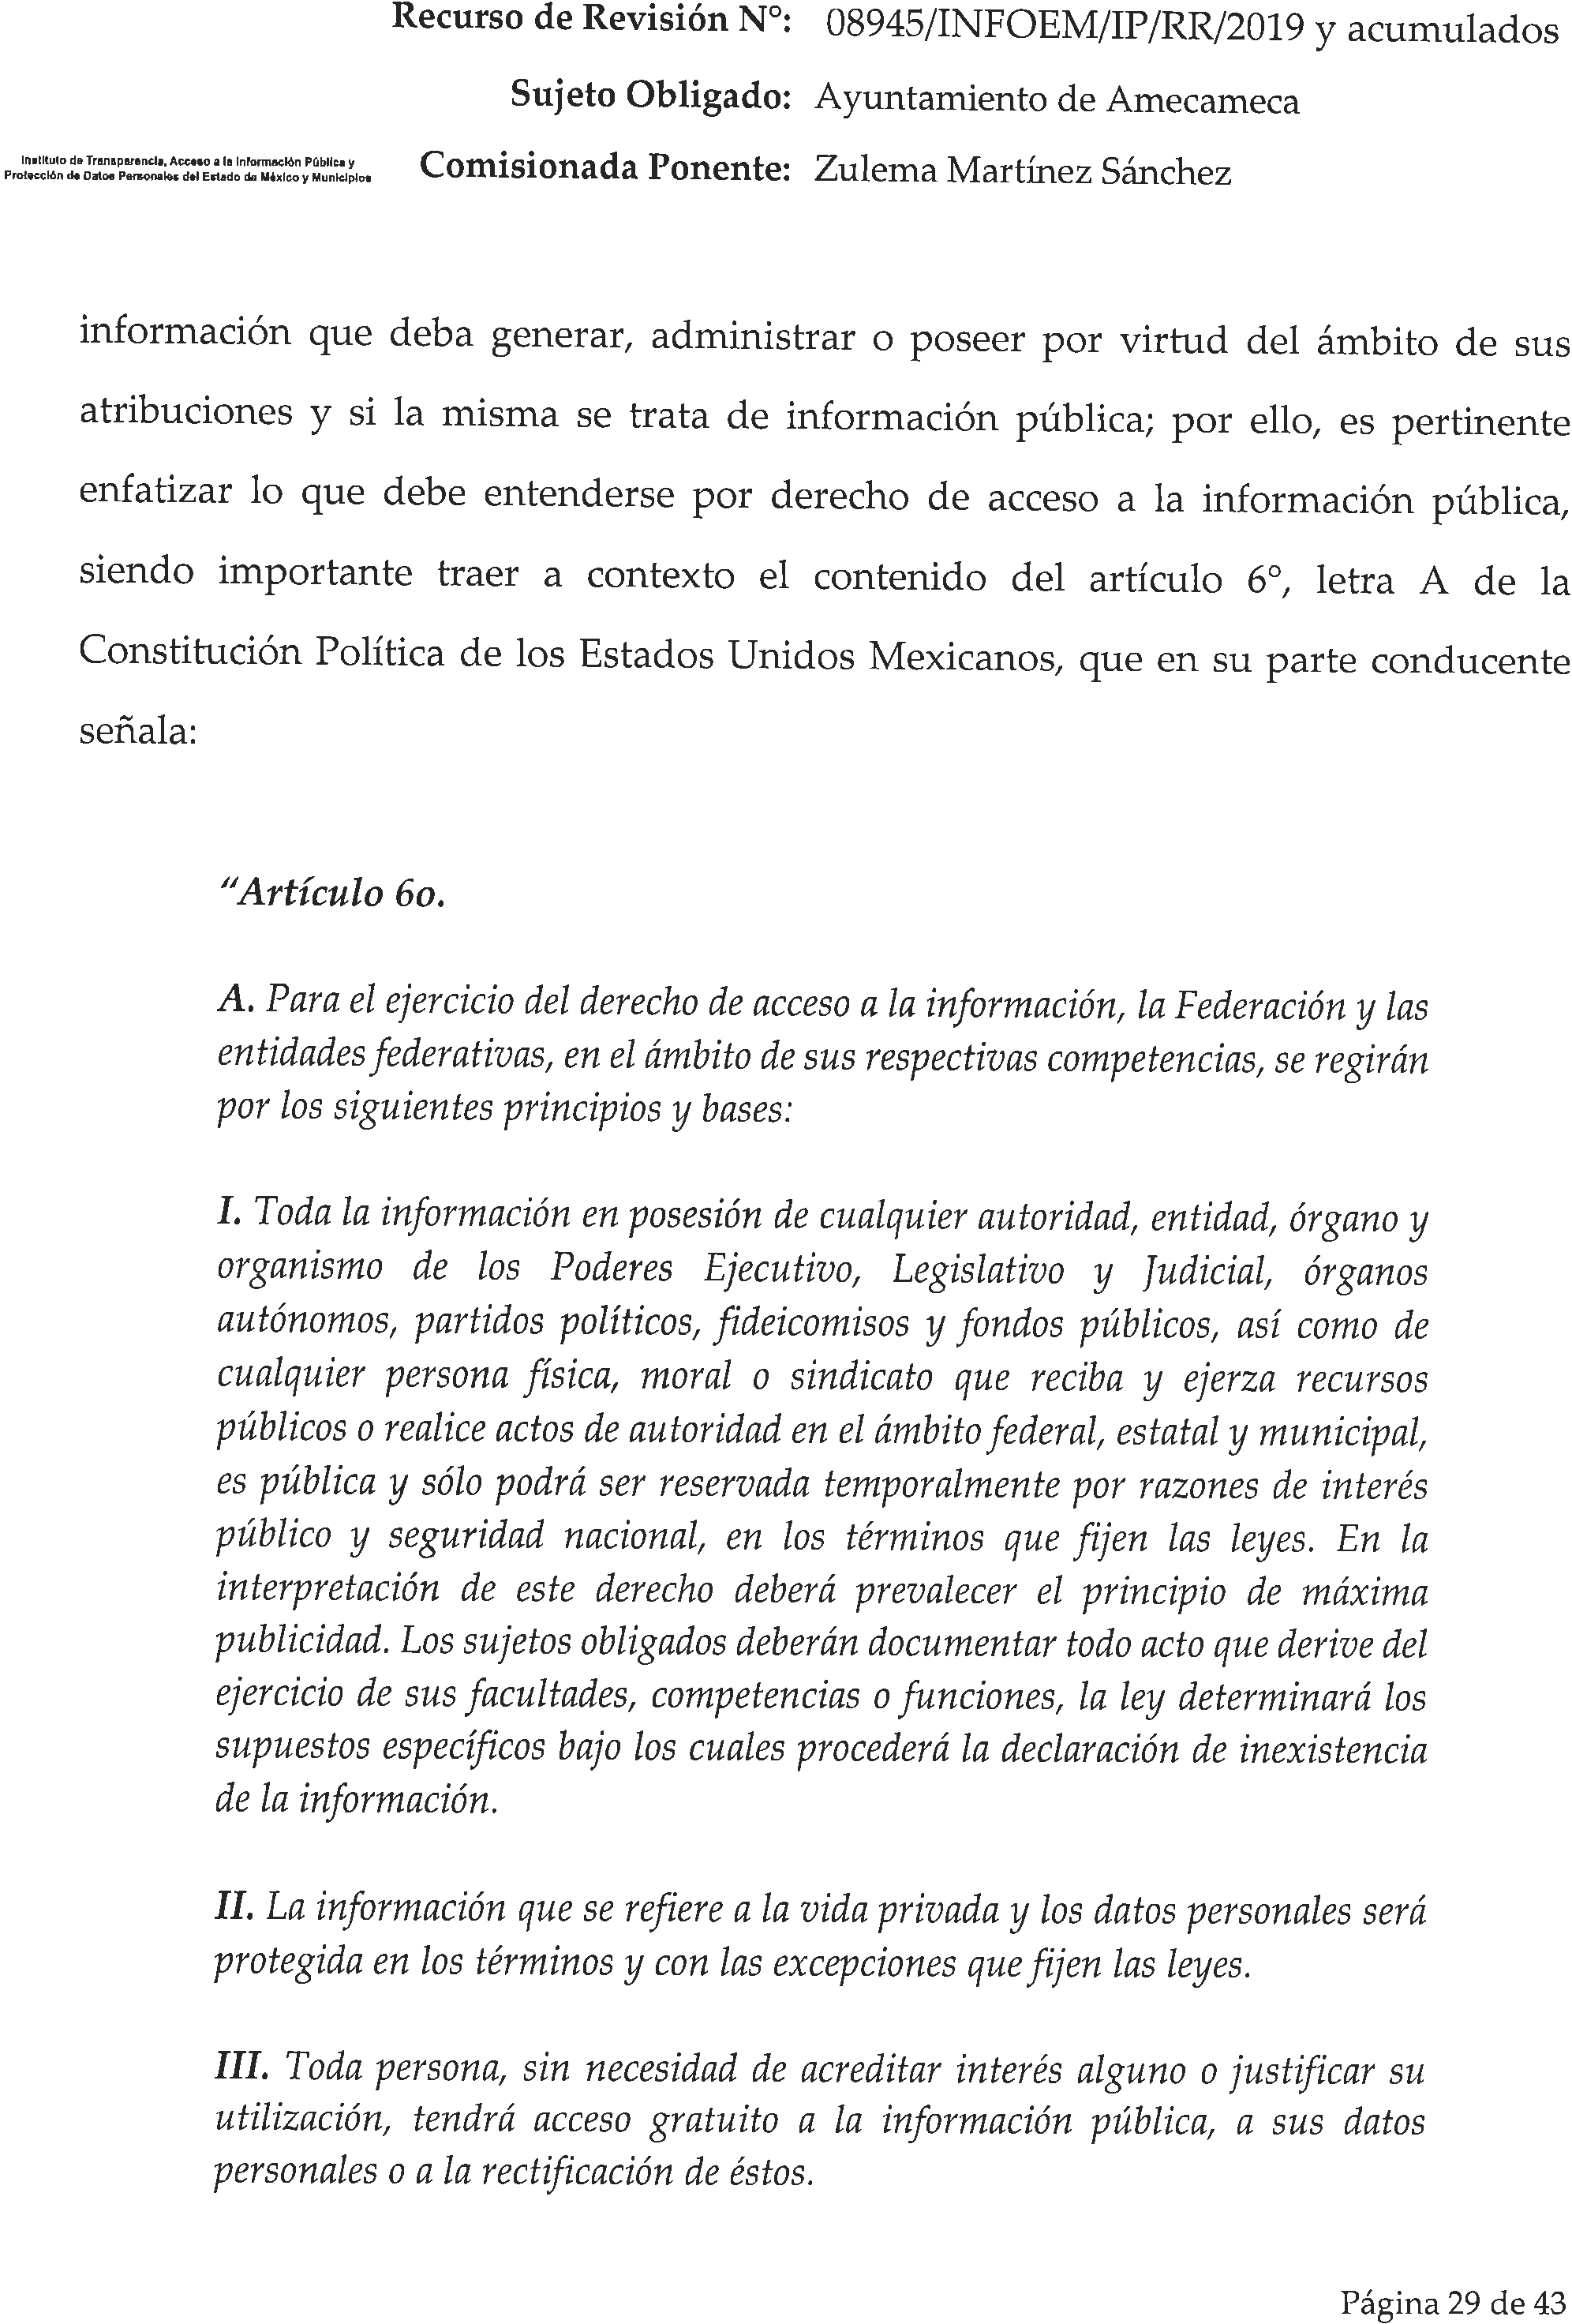 Recurso de Revisión N°: 08945/INFOEM/IP/RR/2019 y acumulados
Sujeto Obligado: Ayuntamiento de Amecameca
Instituto de Transparencia, Acceso a la Información Pública y
Protección de Datos Personales del Estado de México y Municipios
Comisionada Ponente: Zulema Martínez Sánchez
información que deba generar, administrar o poseer por virtud del ámbito de sus
atribuciones y si la misma se trata de información pública; por ello, es pertinente
enfatizar lo que debe entenderse por derecho de acceso a la información pública,
siendo importante traer a contexto el contenido del artículo 6°, letra A de la
Constitución Política de los Estados Unidos Mexicanos, que en su parte conducente
señala:
“Artículo 6o.
A. Para el ejercicio del derecho de acceso a la información, la Federación y las
entidades federativas, en el ámbito de sus respectivas competencias, se regirán
por los siguientes principios y bases:
I. Toda la información en posesión de cualquier autoridad, entidad, órgano y
organismo de los Poderes Ejecutivo, Legislativo y Judicial, órganos
autónomos, partidos políticos, fideicomisos y fondos públicos, así como de
cualquier persona física, moral o sindicato que reciba y ejerza recursos
públicos o realice actos de autoridad en el ámbito federal, estatal y municipal,
es pública y sólo podrá ser reservada temporalmente por razones de interés
público y seguridad nacional, en los términos que fijen las leyes. En la
interpretación de este derecho deberá prevalecer el principio de máxima
publicidad. Los sujetos obligados deberán documentar todo acto que derive del
ejercicio de sus facultades, competencias o funciones, la ley determinará los
supuestos específicos bajo los cuales procederá la declaración de inexistencia
de la información.
II. La información que se refiere a la vida privada y los datos personales será
protegida en los términos y con las excepciones que fijen las leyes.
III. Toda persona, sin necesidad de acreditar interés alguno o justificar su
utilización, tendrá acceso gratuito a la información pública, a sus datos
personales o a la rectificación de éstos.
Página 29 de 43